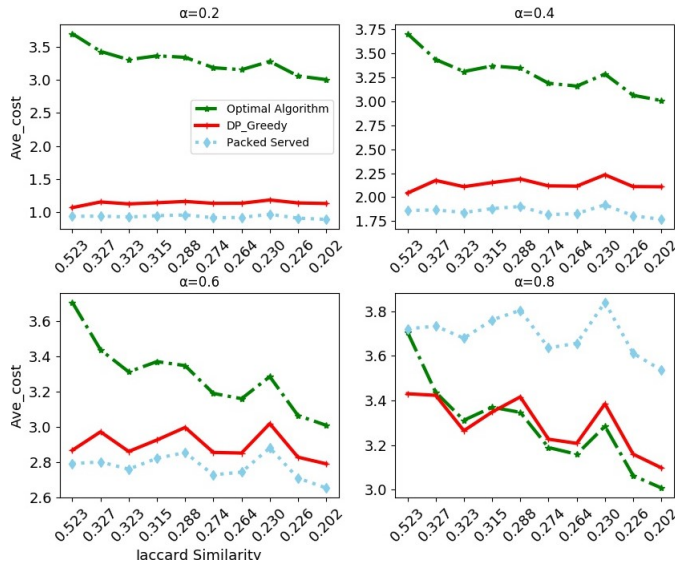 α=0.2
α=0.4
Ave_cost
3.5
3.0
2.5
2.0
1.5
1.0
3.75
3.50
3.25
3.00
2.75
2.50
2.25
2.00
1.75
Optimal Algorithm
DP_Greedy
Packed Served
0.523 0.327 0.323 0.315 0.288 0.274 0.264 0.230 0.226 0.202
0.523 0.327 0.323 0.315 0.288 0.274 0.264 0.230 0.226 0.202
α=0.6
α=0.8
Ave_cost
3.6
3.4
3.2
3.0
2.8
2.6
3.8
3.6
3.4
3.2
3.0
0.523 0.327 0.323 0.315 0.288 0.274 0.264 0.230 0.226 0.202
0.523 0.327 0.323 0.315 0.288 0.274 0.264 0.230 0.226 0.202
Jaccard Similarity